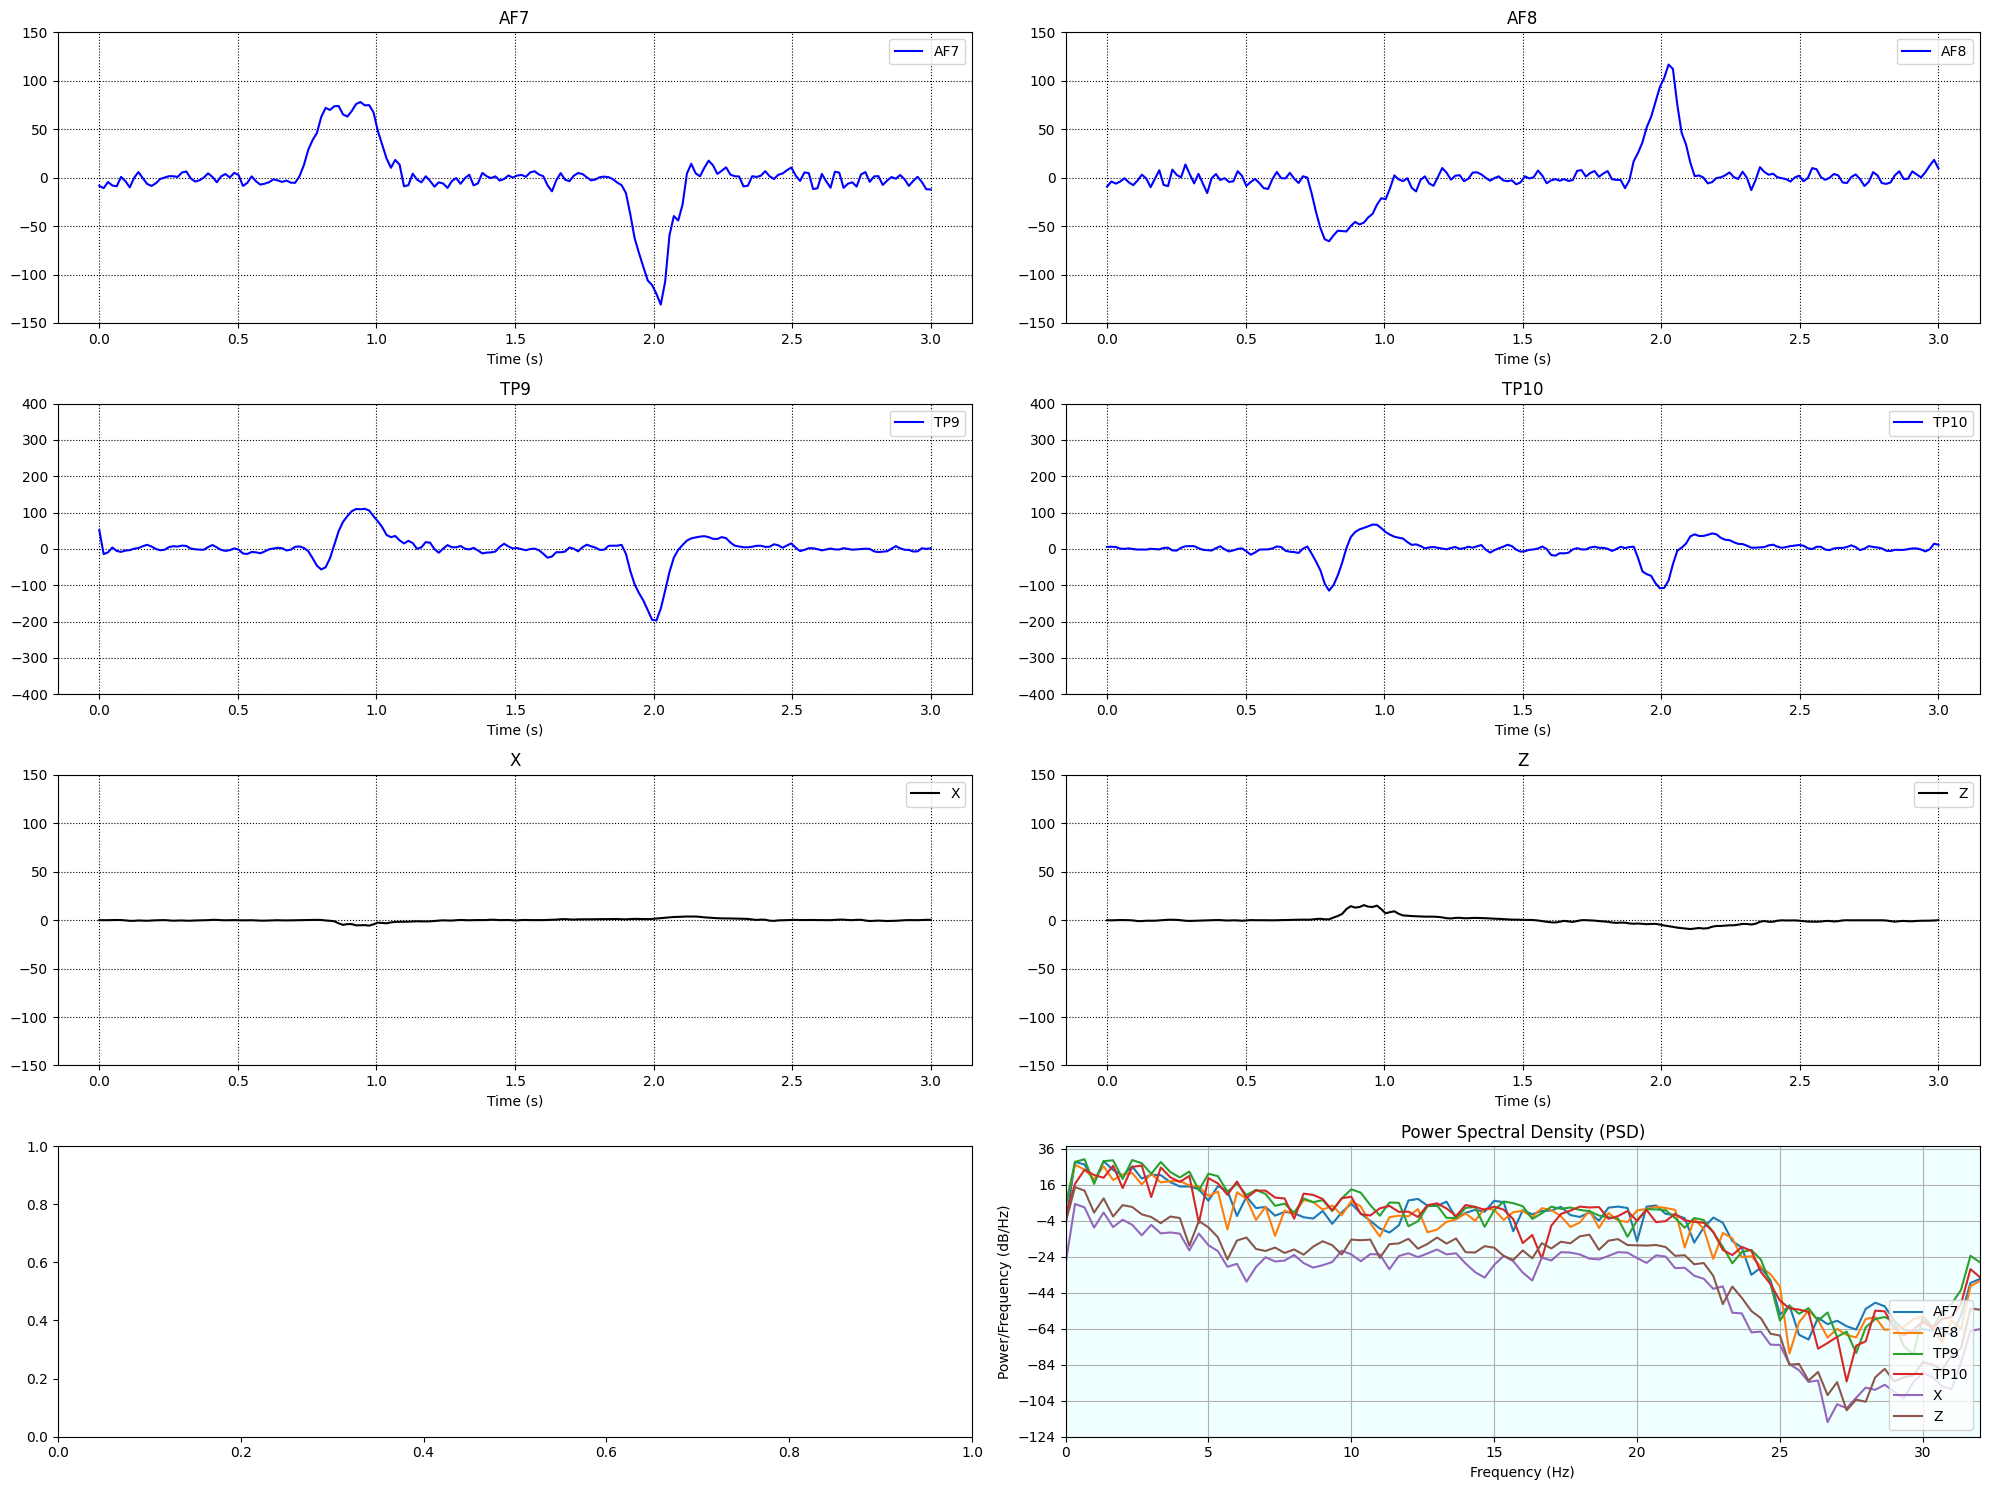 AF7
150
100
50
0
−50
−100
−150
AF7
0.0 0.5 1.0 1.5 2.0 2.5 3.0
Time (s)
AF8
150
100
50
0
−50
−100
−150
AF8
0.0 0.5 1.0 1.5 2.0 2.5 3.0
Time (s)
TP9
400
300
200
100
0
−100
−200
−300
−400
TP9
0.0 0.5 1.0 1.5 2.0 2.5 3.0
Time (s)
TP10
400
300
200
100
0
−100
−200
−300
−400
TP10
0.0 0.5 1.0 1.5 2.0 2.5 3.0
Time (s)
X
150
100
50
0
−50
−100
−150
X
0.0 0.5 1.0 1.5 2.0 2.5 3.0
Time (s)
Z
150
100
50
0
−50
−100
−150
Z
0.0 0.5 1.0 1.5 2.0 2.5 3.0
Time (s)
1.0
0.8
0.6
0.4
0.2
0.0
0.0 0.2 0.4 0.6 0.8 1.0
Power Spectral Density (PSD)
Power/Frequency (dB/Hz)
36
16
−4
−24
−44
−64
−84
−104
−124
AF7
AF8
TP9
TP10
X
Z
0 5 10 15 20 25 30
Frequency (Hz)